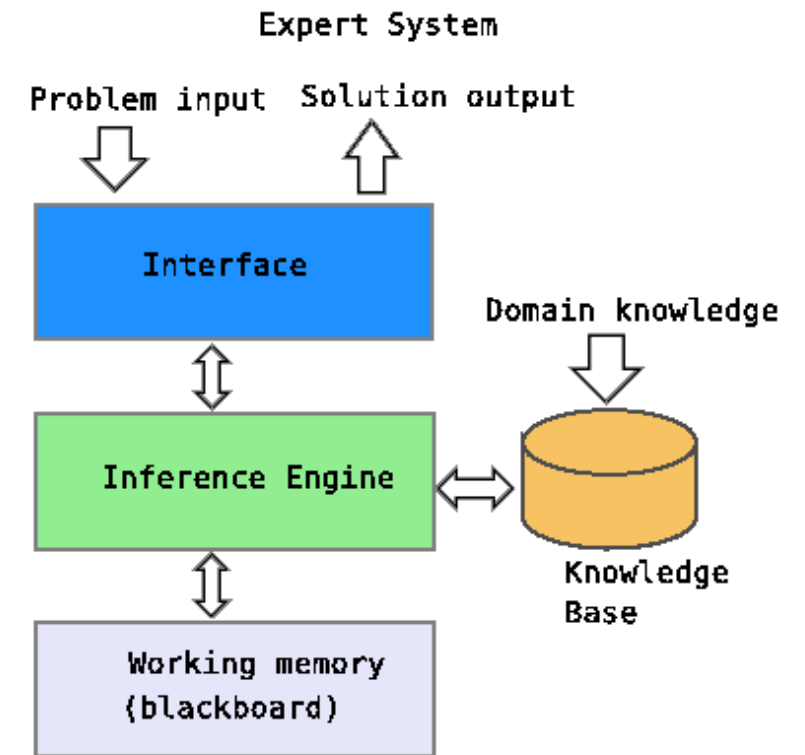 Expert System
Problem input
Solution output
Interface
Domain knowledge
Inference Engine
Knowledge
Base
Working memory
(blackboard)